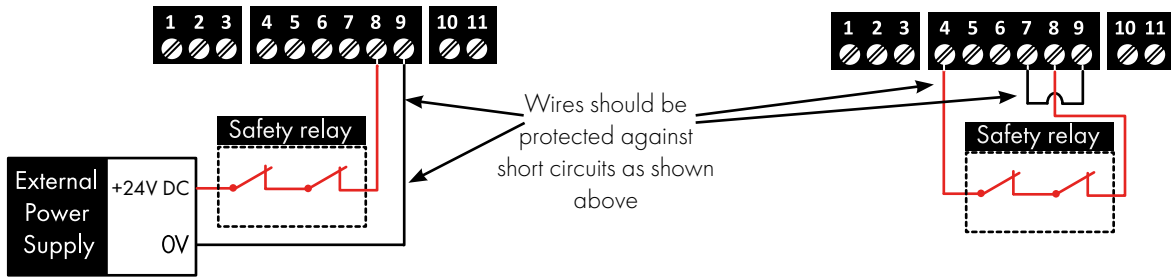 1 2 3 4 5 6 7 8 9 10 11
1 2 3 4 5 6 7 8 9 10 11
Wires should be
protected against
short circuits as shown
above
Safety relay
External
Power
Supply
+24V DC
0V
Safety relay